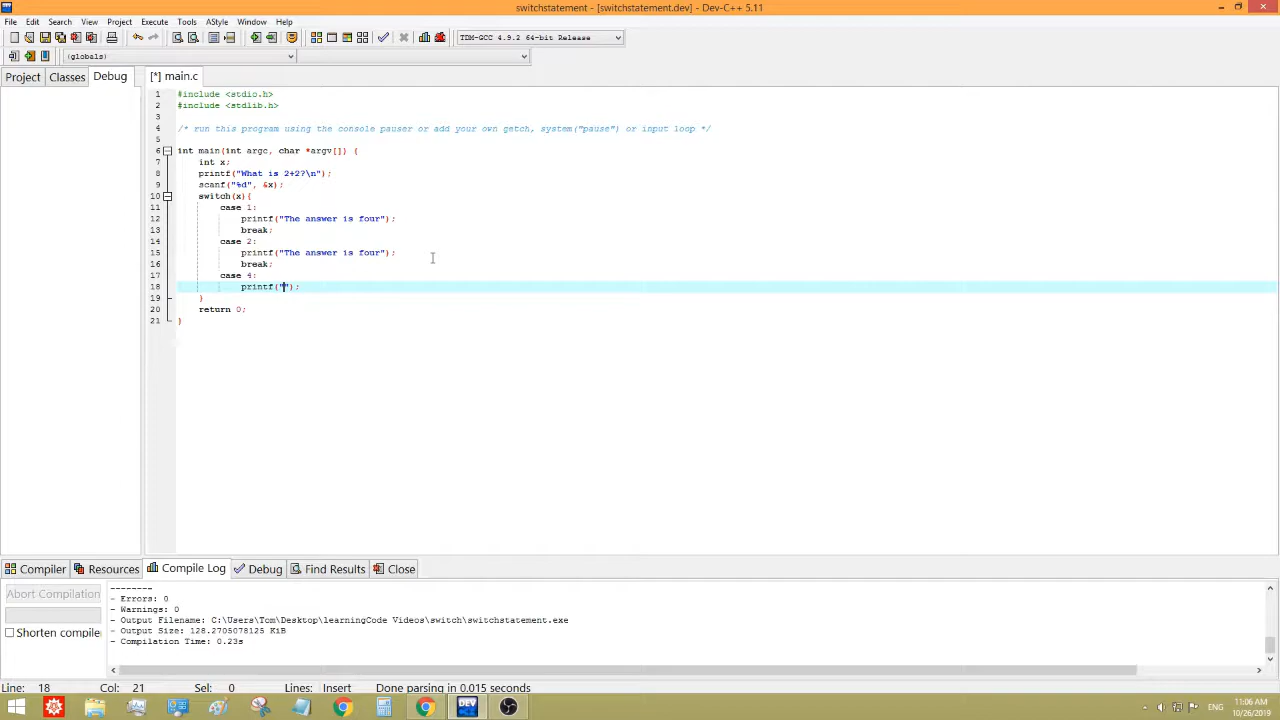 switchstatement - [switchstatement.dev] - Dev-C++ 5.11
File Edit Search View Project Execute Tools AStyle Window Help
TDM-GCC 4.9.2 64-bit Release
(globals)
Project Classes Debug [*] main.c
1 #include <stdio.h>
2 #include <stdlib.h>
3
4 /* run this program using the console pauser or add your own getch, system("pause") or input loop */
5
6 int main(int argc, char *argv[]) {
7 int x;
8 printf("What is 2+2?\n");
9 scanf("%d", &x);
10 switch(x){
11 case 1:
12 printf("The answer is four");
13 break;
14 case 2:
15 printf("The answer is four");
16 break;
17 case 4:
18 printf("");
19 }
20 return 0;
21 }
Compiler Resources Compile Log Debug Find Results Close
Abort Compilation
Shorten compiler
--------
- Errors: 0
- Warnings: 0
- Output Filename: C:\Users\Tom\Desktop\learningCode Videos\switch\switchstatement.exe
- Output Size: 128.2705078125 KiB
- Compilation Time: 0.23s
Line: 18 Col: 21 Sel: 0 Lines: Insert Done parsing in 0.015 seconds
DEV
ENG
11:06 AM
10/26/2019